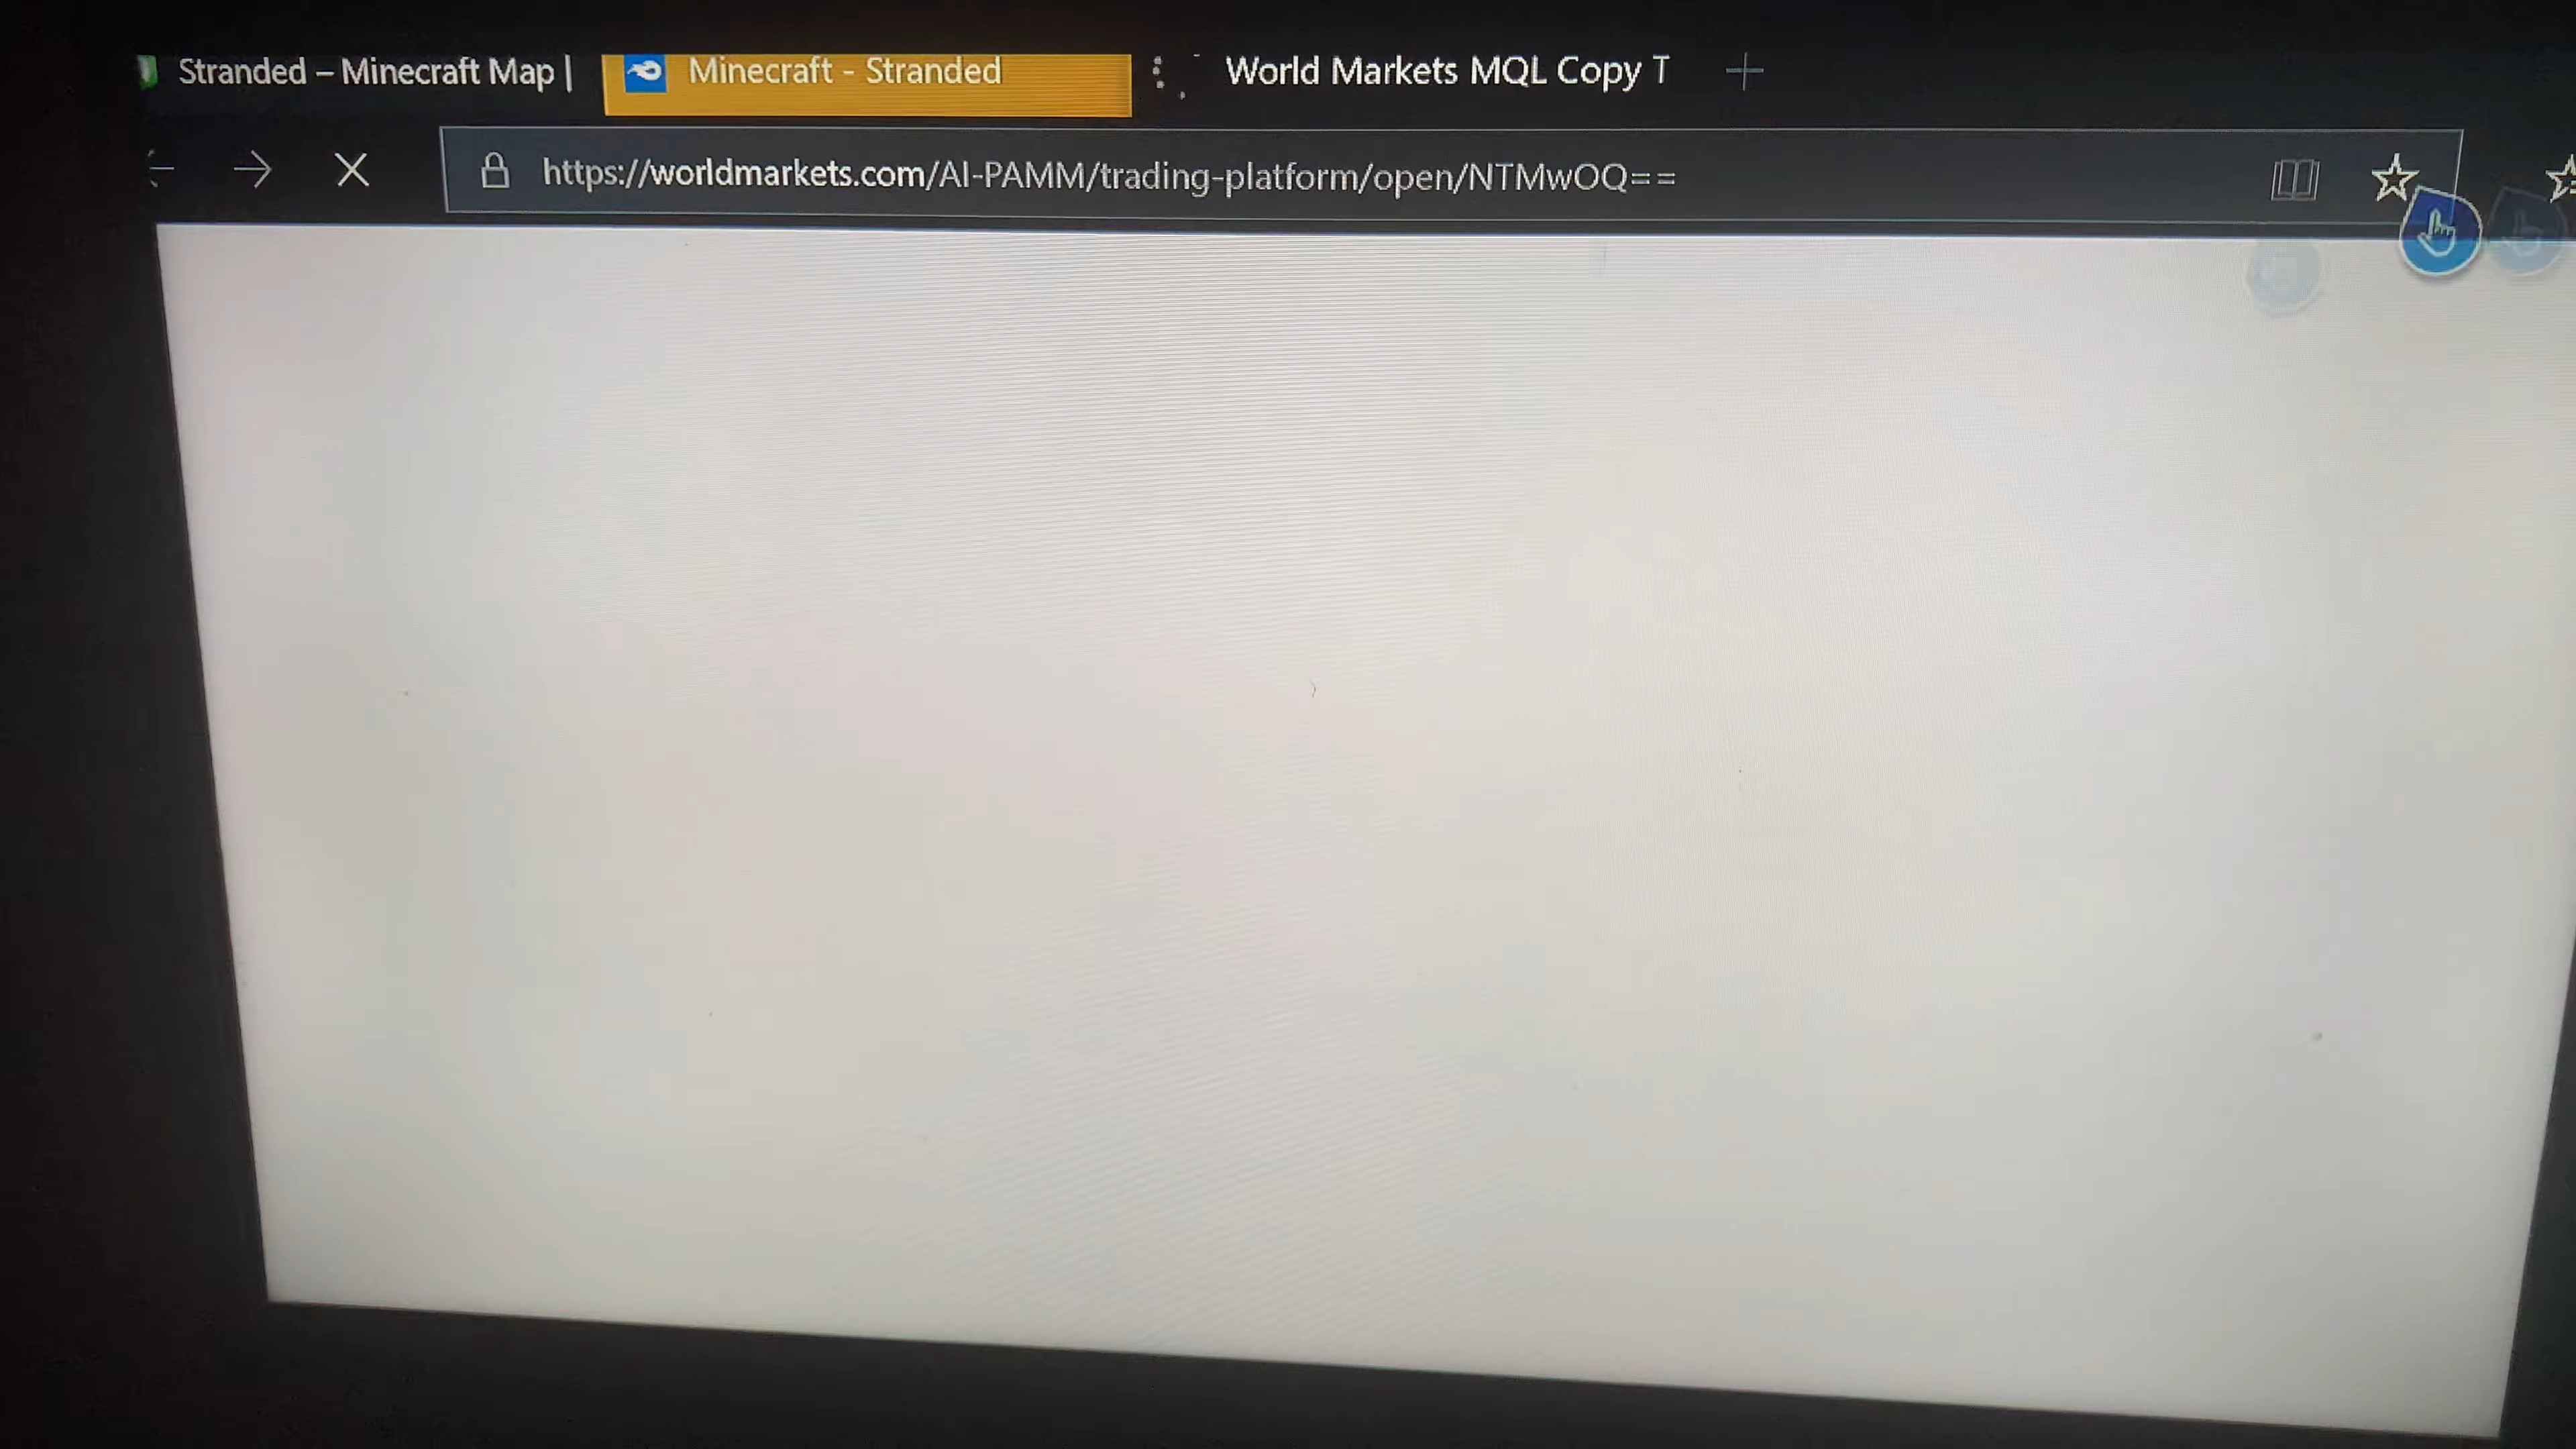 Stranded – Minecraft Map |
Minecraft - Stranded
World Markets MQL Copy T
https://worldmarkets.com/AI-PAMM/trading-platform/open/NTMwOQ==